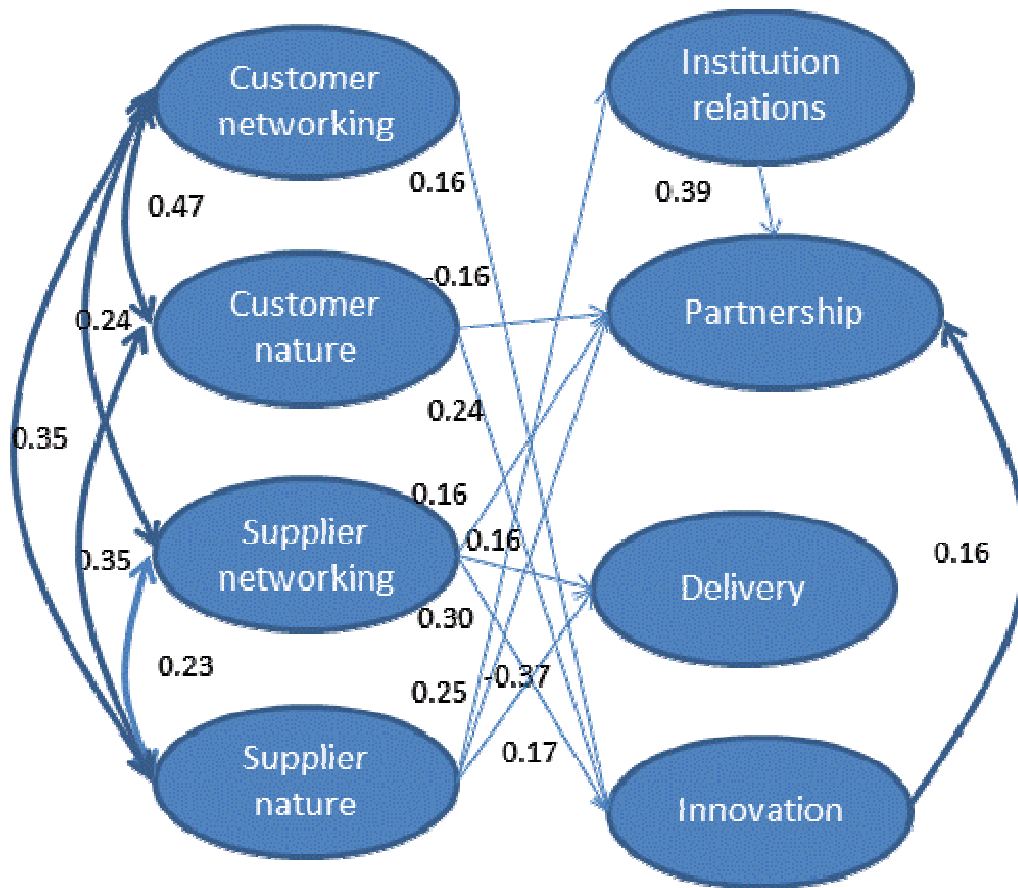 Customer
networking
Institution
relations
0.16
0.39
0.47
-0.16
Customer
nature
Partnership
0.24
0.24
0.35
0.16
Supplier
networking
0.16
0.35
Delivery
0.16
0.30
0.23
0.25
-0.37
0.17
Supplier
nature
Innovation